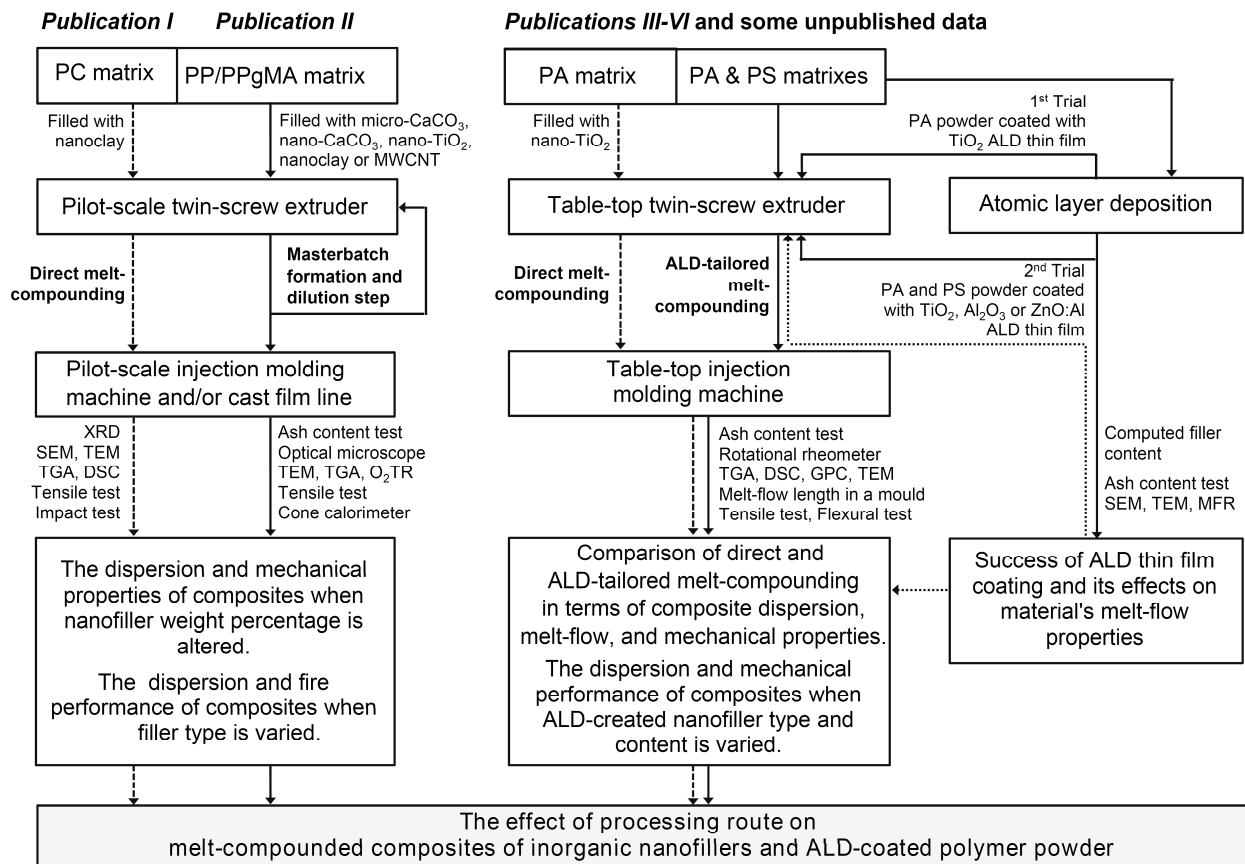 Publication I
Publication II
PC matrix
PP/PPgMA matrix
Filled with
nanoclay
Filled with micro-CaCO₃,
nano-CaCO₃, nano-TiO₂,
nanoclay or MWCNT
Pilot-scale twin-screw extruder
Direct melt-
compounding
Masterbatch
formation and
dilution step
Pilot-scale injection molding
machine and/or cast film line
XRD
SEM, TEM
TGA, DSC
Tensile test
Impact test
Ash content test
Optical microscope
TEM, TGA, O₂TR
Tensile test
Cone calorimeter
The dispersion and mechanical
properties of composites when
nanofiller weight percentage is
altered.
The dispersion and fire
performance of composites when
filler type is varied.
Publications III-VI and some unpublished data
PA matrix
PA & PS matrixes
Filled with
nano-TiO₂
1st Trial
PA powder coated with
TiO₂ ALD thin film
Table-top twin-screw extruder
Atomic layer deposition
Direct melt-
compounding
ALD-tailored
melt-
compounding
2nd Trial
PA and PS powder coated
with TiO₂, Al₂O₃ or ZnO:Al
ALD thin film
Table-top injection
molding machine
Ash content test
Rotational rheometer
TGA, DSC, GPC, TEM
Melt-flow length in a mould
Tensile test, Flexural test
Computed filler
content
Ash content test
SEM, TEM, MFR
Comparison of direct and
ALD-tailored melt-compounding
in terms of composite dispersion,
melt-flow, and mechanical properties.
The dispersion and mechanical
performance of composites when
ALD-created nanofiller type and
content is varied.
Success of ALD thin film
coating and its effects on
material's melt-flow
properties
The effect of processing route on
melt-compounded composites of inorganic nanofillers and ALD-coated polymer powder